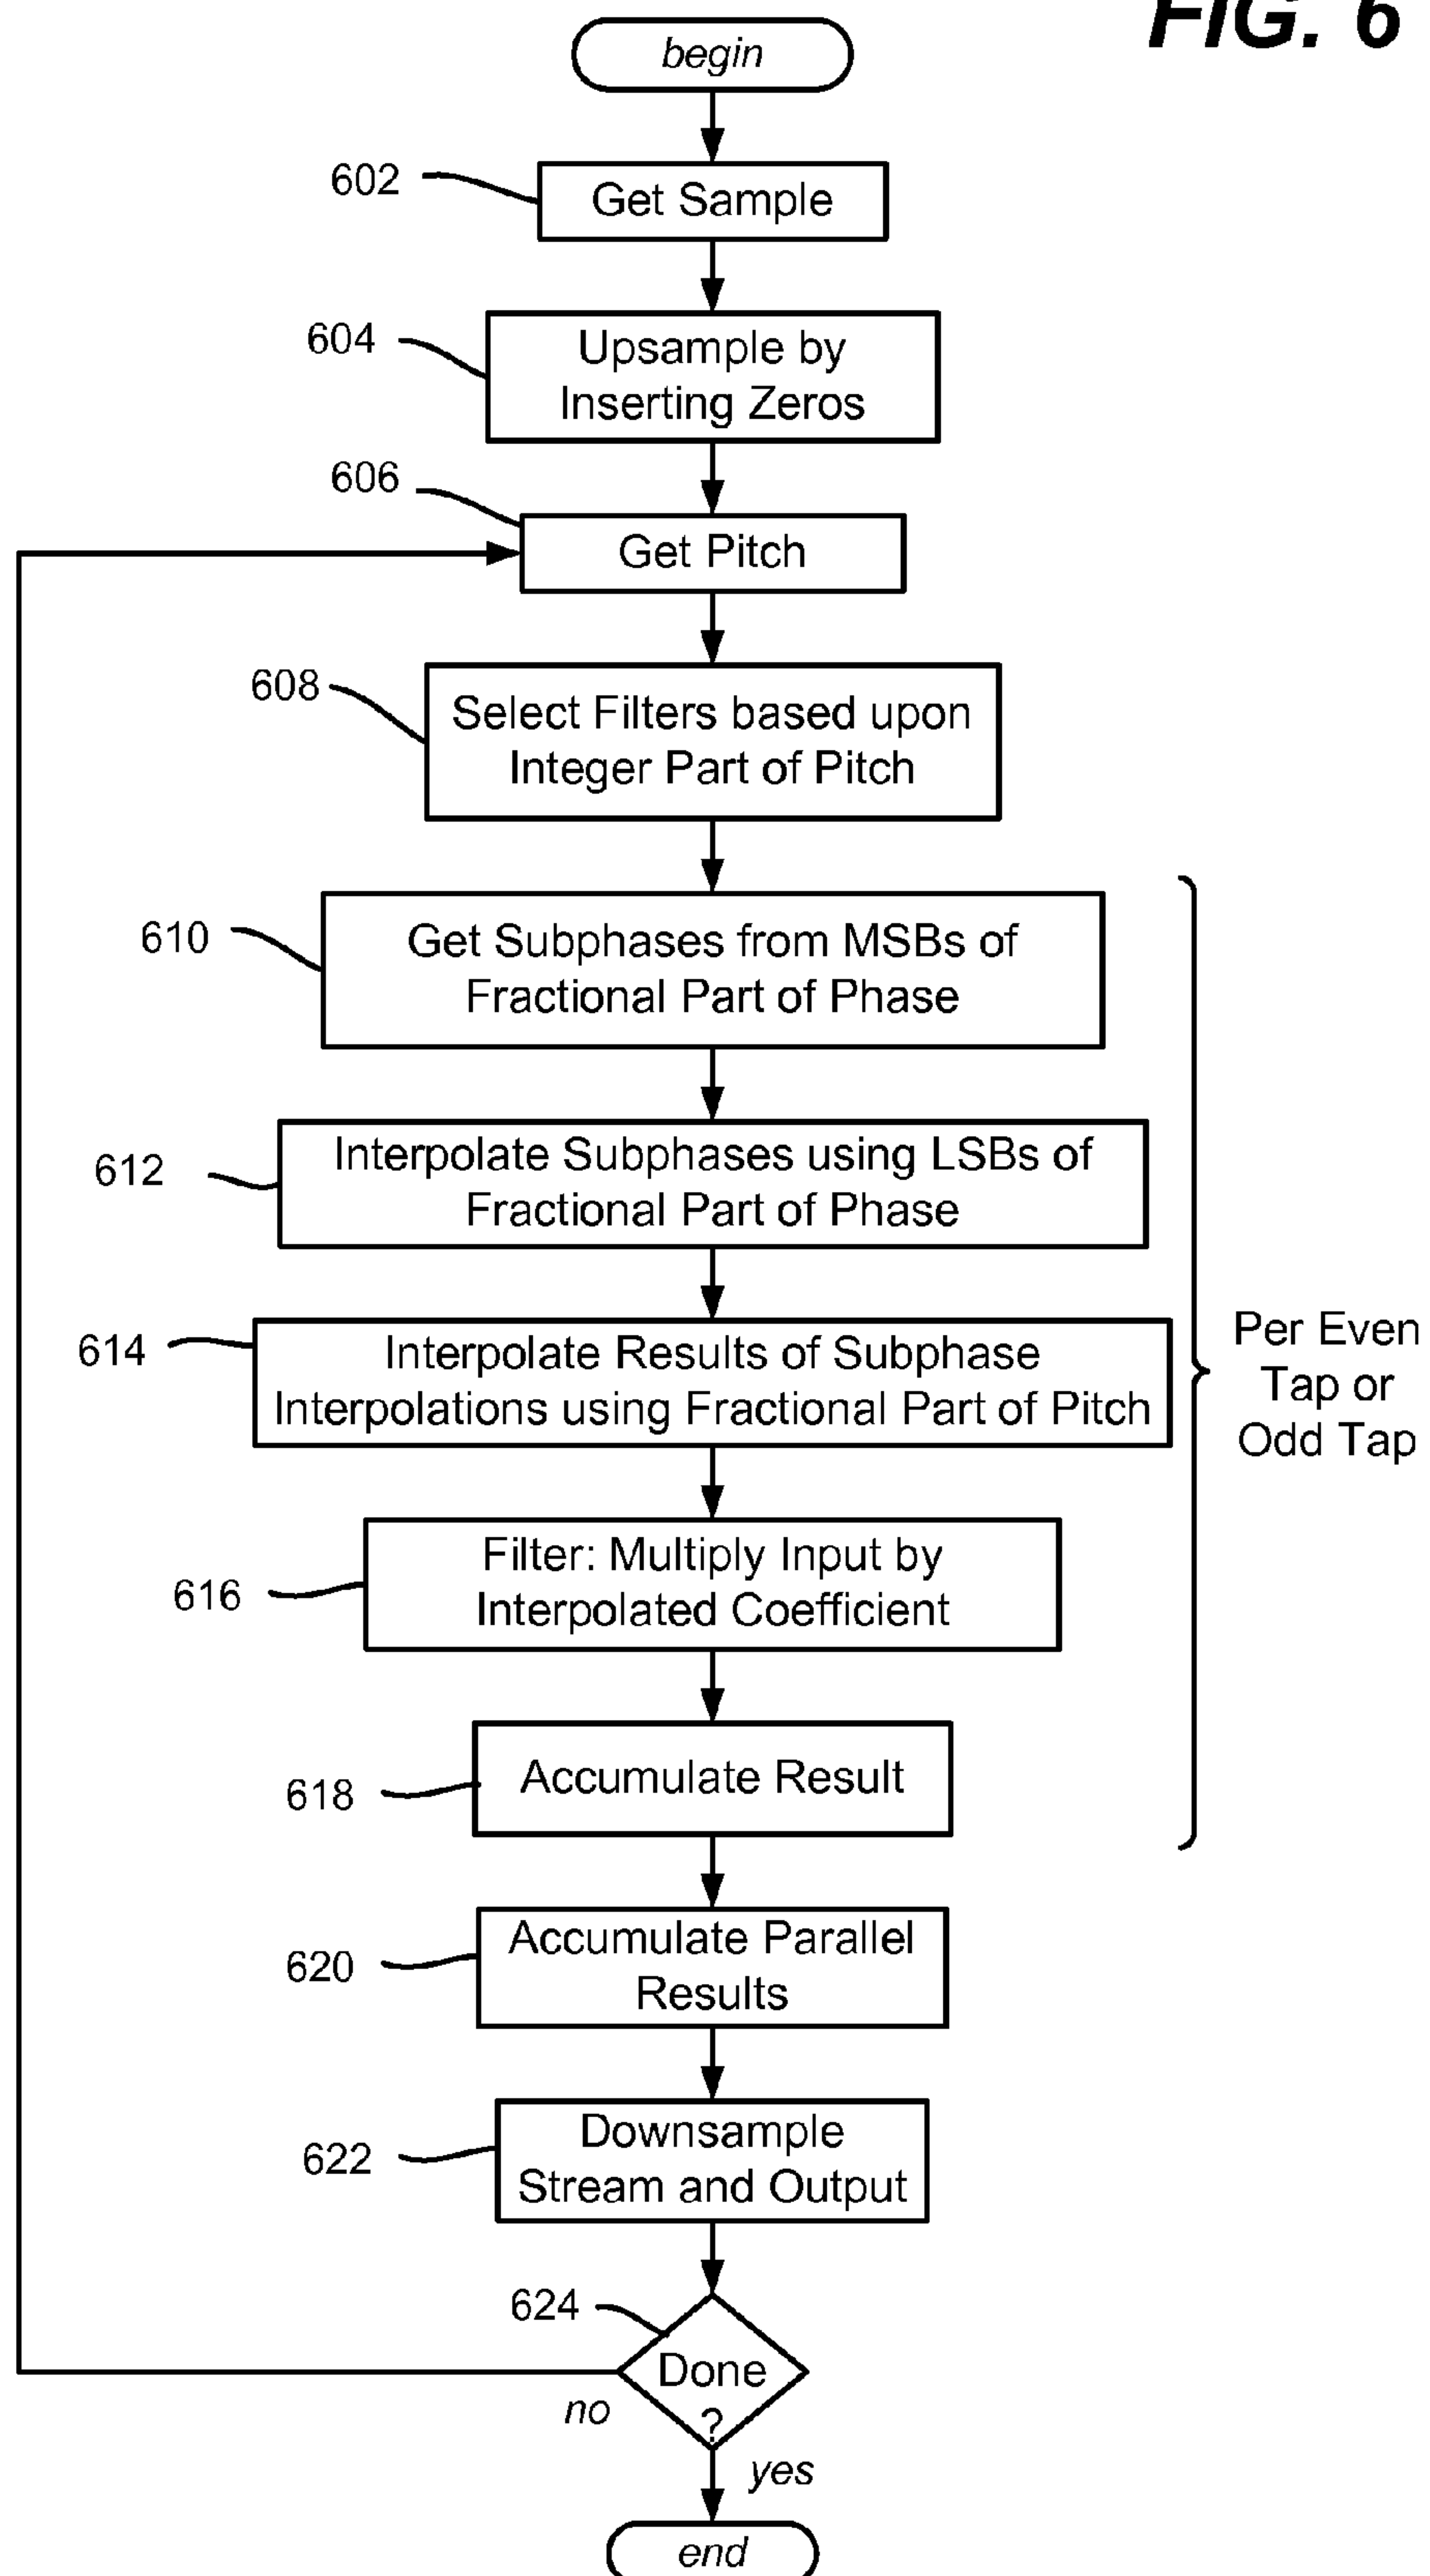 FIG. 6
begin
602
Get Sample
604
Upsample by
Inserting Zeros
606
Get Pitch
608
Select Filters based upon
Integer Part of Pitch
610
Get Subphases from MSBs of
Fractional Part of Phase
612
Interpolate Subphases using LSBs of
Fractional Part of Phase
614
Interpolate Results of Subphase
Interpolations using Fractional Part of Pitch
Per Even
Tap or
Odd Tap
616
Filter: Multiply Input by
Interpolated Coefficient
618
Accumulate Result
620
Accumulate Parallel
Results
622
Downsample
Stream and Output
624
Done
?
no
yes
end